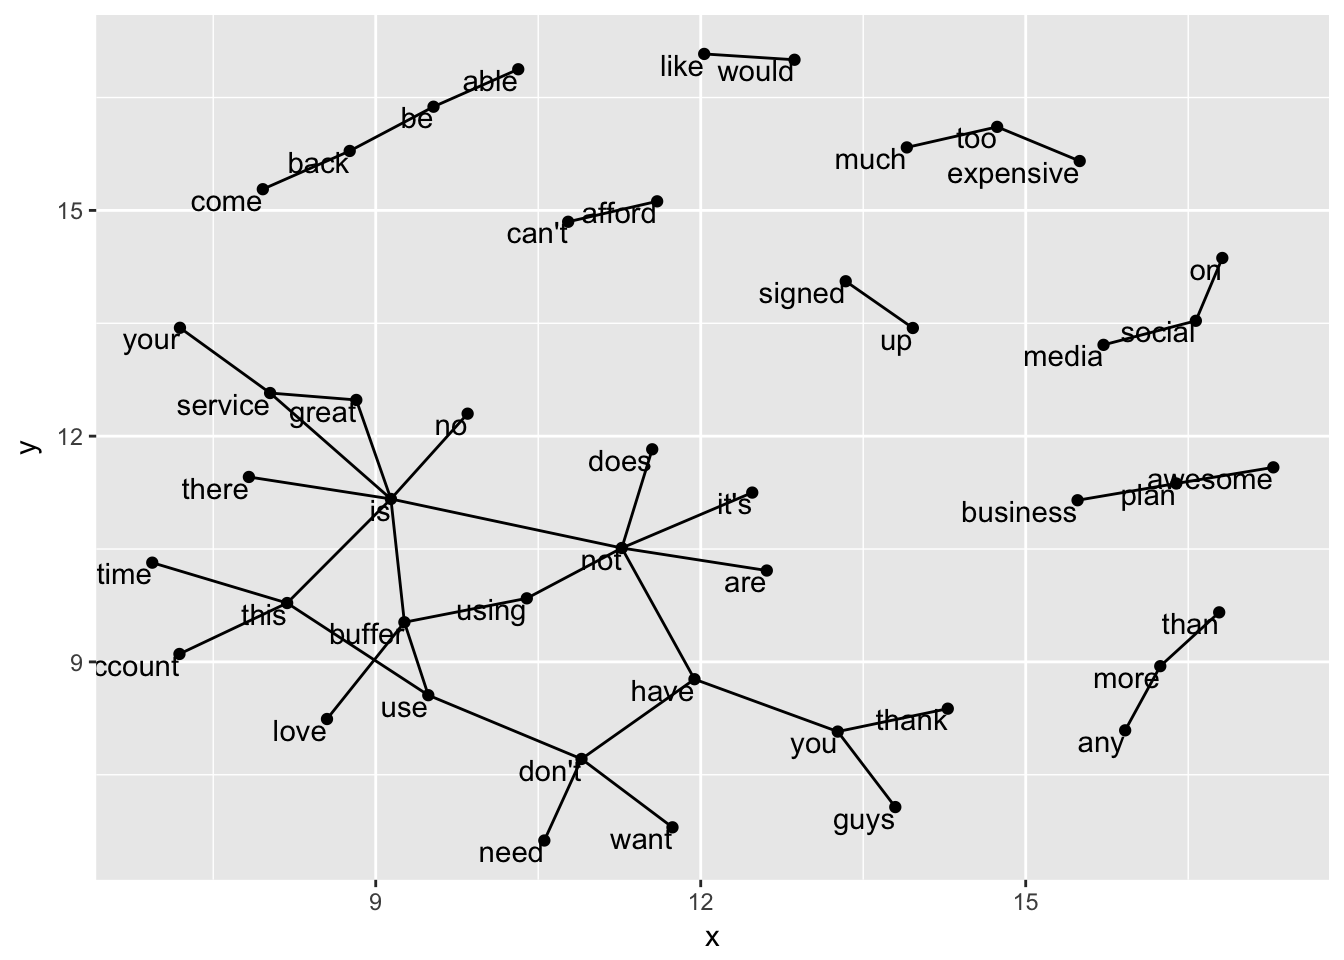 like
would
able
be
back
come
too
much
expensive
afford
can't
15
on
signed
social
up
media
your
service
great
no
12
does
awesome
there
plan
it's
business
is
not
time
are
this
using
than
buffer
ccount
9
more
have
use
thank
love
you
any
don't
guys
want
need
y
9
12
15
x